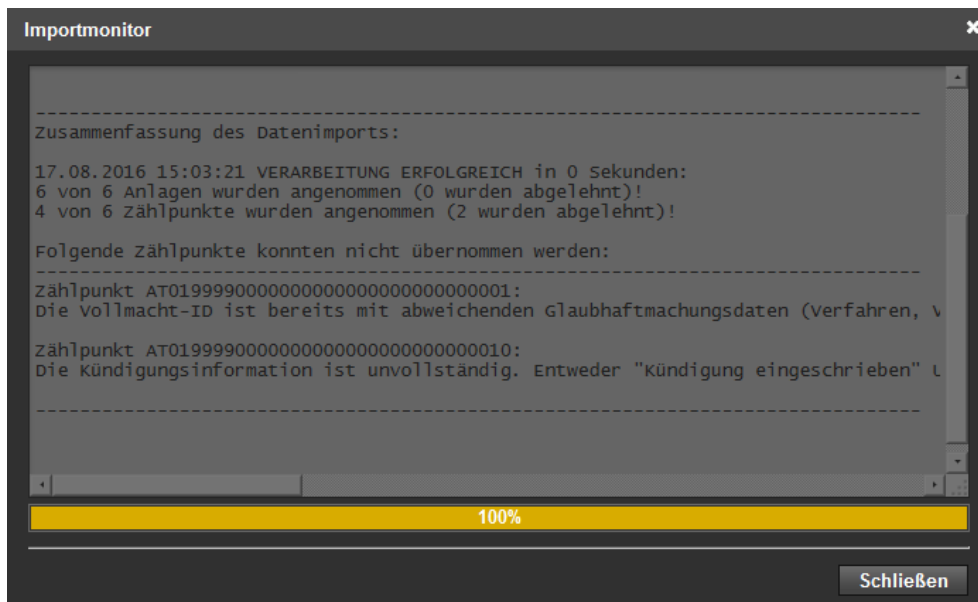 Importmonitor
--------------------------------------------------------------------------------
Zusammenfassung des Datenimports:
17.08.2016 15:03:21 VERARBEITUNG ERFOLGREICH in 0 Sekunden:
6 von 6 Anlagen wurden angenommen (0 wurden abgelehnt)!
4 von 6 Zählpunkte wurden angenommen (2 wurden abgelehnt)!
Folgende Zählpunkte konnten nicht übernommen werden:
--------------------------------------------------------------------------------
Zählpunkt AT0199990000000000000000000000001:
Die Vollmacht-ID ist bereits mit abweichenden Glaubhaftmachungsdaten (Verfahren, V
Zählpunkt AT0199990000000000000000000000010:
Die Kündigungsinformation ist unvollständig. Entweder "Kündigung eingeschrieben" U
--------------------------------------------------------------------------------
100%
Schließen